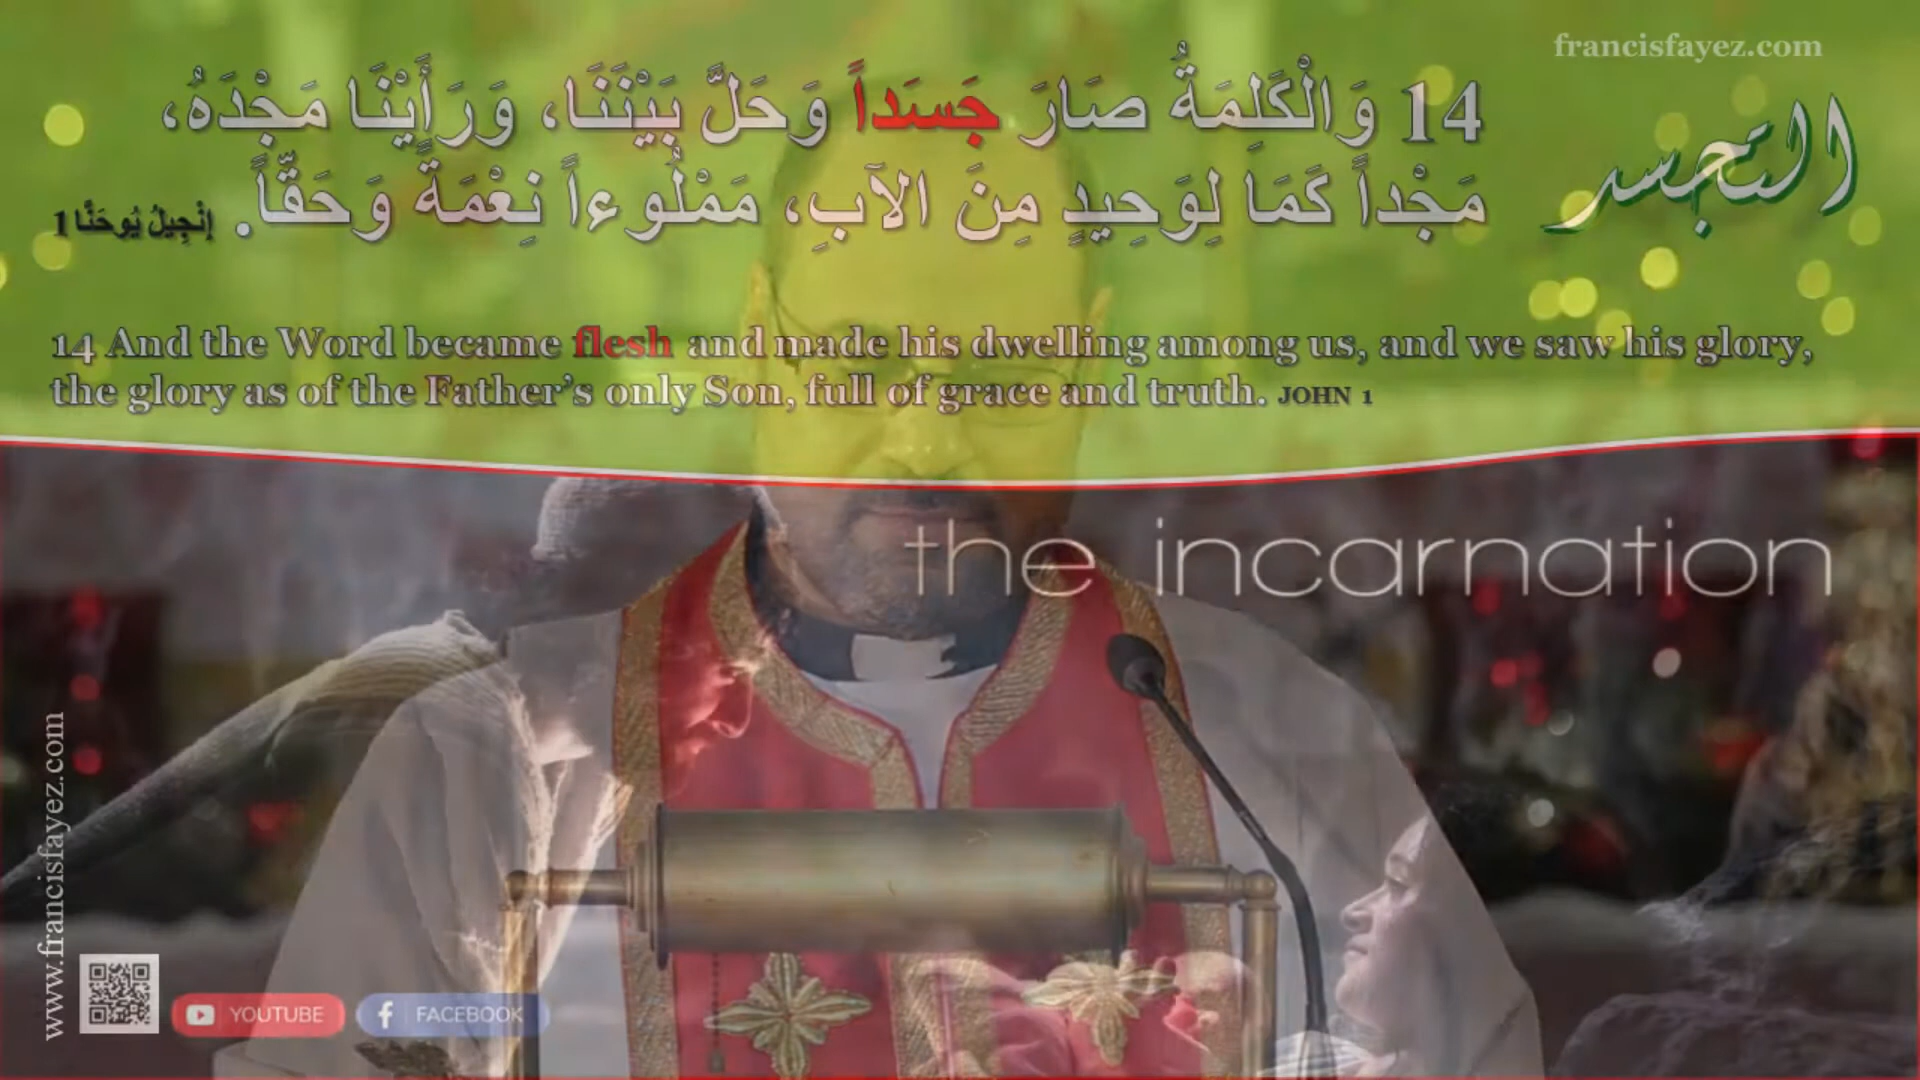 francisfayez.com
التجسد
14 وَالْكَلِمَةُ صَارَ جَسَداً وَحَلَّ بَيْنَنَا، وَرَأَيْنَا مَجْدَهُ،
مَجْداً كَمَا لِوَحِيدٍ مِنَ الآبِ، مَمْلُوءاً نِعْمَةً وَحَقّاً. إنْجِيلُ يُوحَنَّا 1
14 And the Word became flesh and made his dwelling among us, and we saw his glory,
the glory as of the Father’s only Son, full of grace and truth. JOHN 1
the incarnation
www.francisfayez.com
YOUTUBE
FACEBOOK